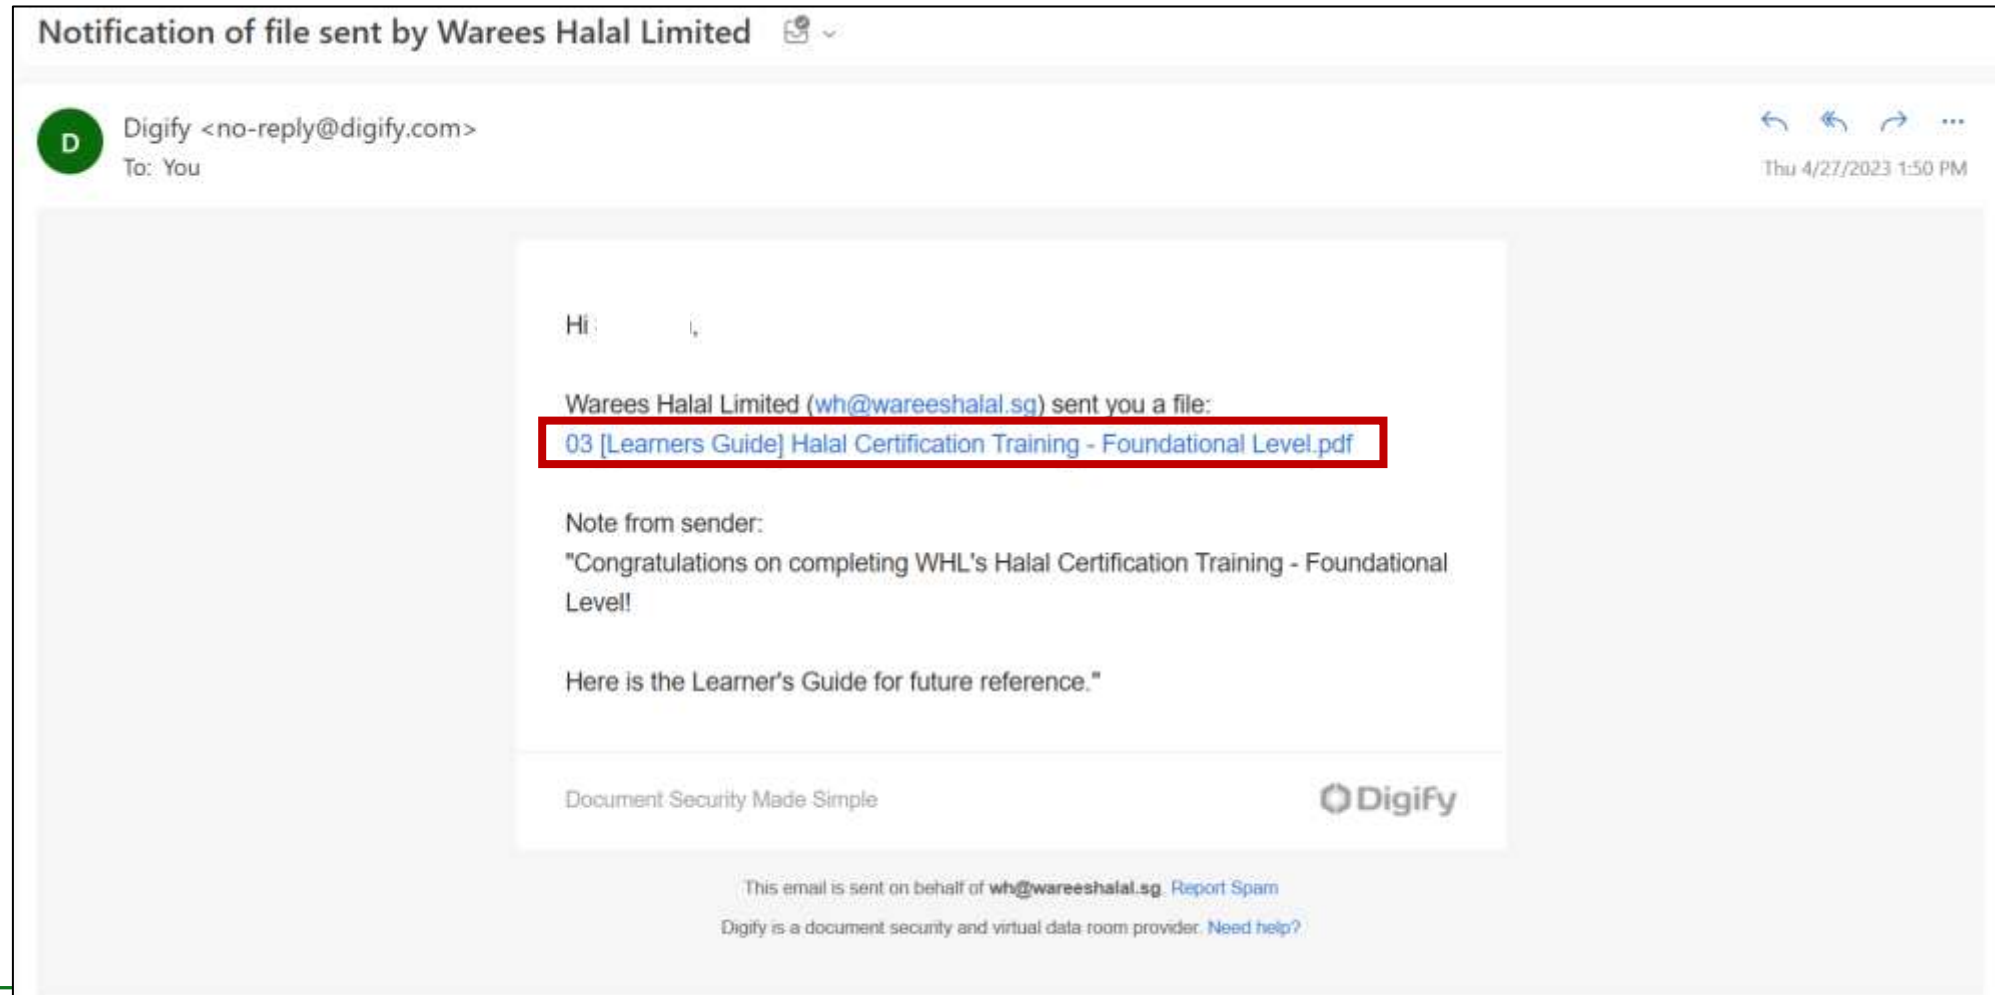 Notification of file sent by Warees Halal Limited
D
Digify <no-reply@digify.com>
To: You
Thu 4/27/2023 1:50 PM
Hi
Warees Halal Limited (wh@wareeshalal.sg) sent you a file:
03 [Learners Guide] Halal Certification Training - Foundational Level.pdf
Note from sender:
"Congratulations on completing WHL's Halal Certification Training - Foundational
Level!
Here is the Learner's Guide for future reference."
Document Security Made Simple
Digify
This email is sent on behalf of wh@wareeshalal.sg. Report Spam
Digify is a document security and virtual data room provider. Need help?